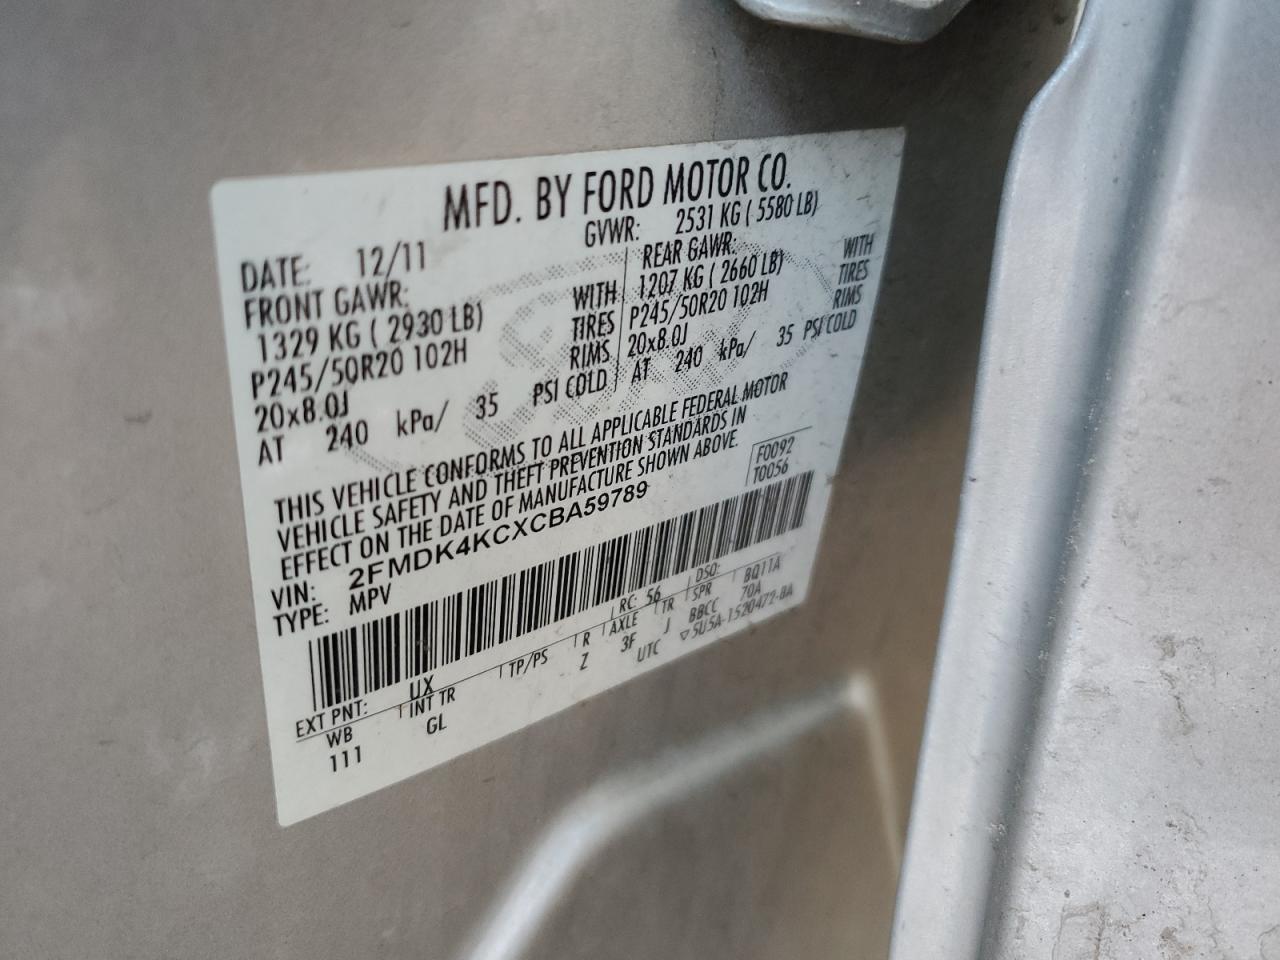 MFD. BY FORD MOTOR CO.
DATE: 12/11 GVWR: 2531 KG ( 5580 LB)
FRONT GAWR: REAR GAWR:
1329 KG ( 2930 LB) WITH 1207 KG ( 2660 LB) WITH
P245/50R20 102H TIRES P245/50R20 102H TIRES
20x8.0J RIMS 20x8.0J RIMS
AT 240 kPa/ 35 PSI COLD AT 240 kPa/ 35 PSI COLD
THIS VEHICLE CONFORMS TO ALL APPLICABLE FEDERAL MOTOR
VEHICLE SAFETY AND THEFT PREVENTION STANDARDS IN
EFFECT ON THE DATE OF MANUFACTURE SHOWN ABOVE.
F0092
T0056
VIN: 2FMDK4KCXCBA59789
TYPE: MPV
EXT PNT: UX RC: 56 DSO:
WB INT TR TP/PS R AXLE TR SPR BQ11A
111 GL Z 3F J BBCC 70A
UTC ▽5U5A-1520472-BA